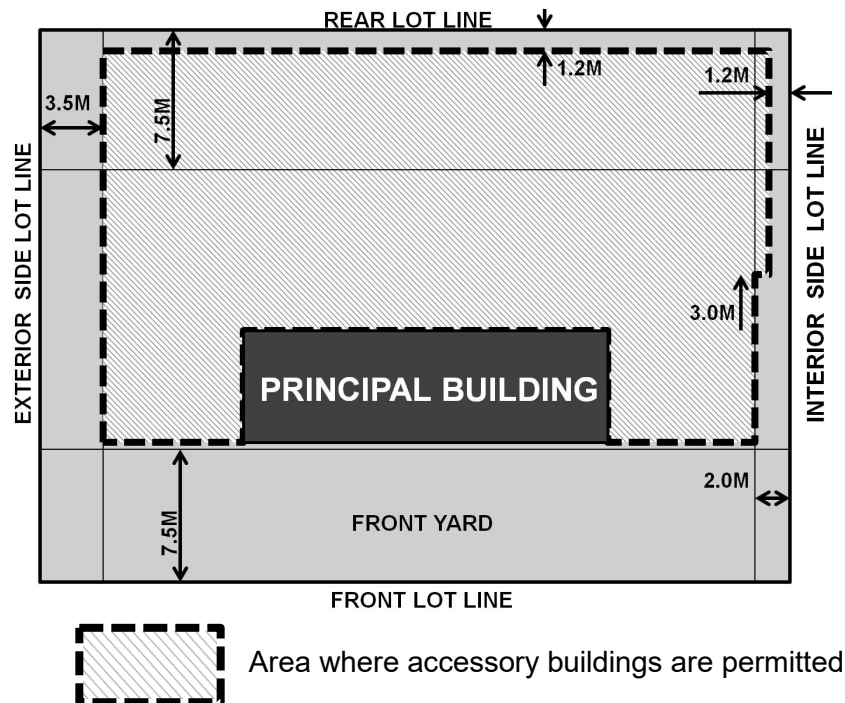 REAR LOT LINE
1.2M
1.2M
3.5M
7.5M
EXTERIOR SIDE LOT LINE
INTERIOR SIDE LOT LINE
3.0M
PRINCIPAL BUILDING
2.0M
7.5M
FRONT YARD
FRONT LOT LINE
Area where accessory buildings are permitted